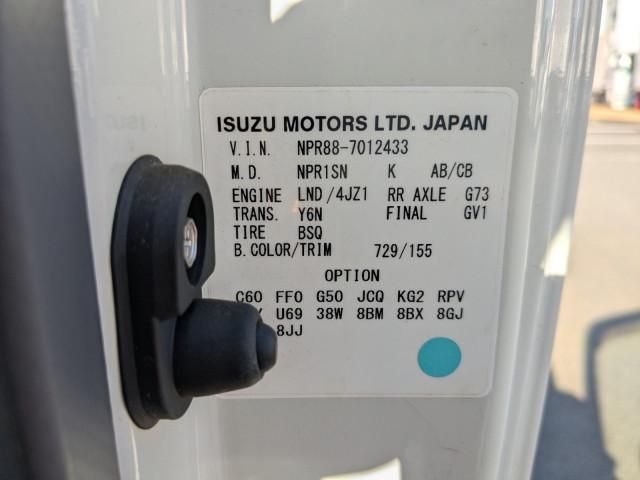 ISUZU MOTORS LTD. JAPAN
V.I.N. NPR88-7012433
M.D. NPR1SN K AB/CB
ENGINE LND/4JZ1 RR AXLE G73
TRANS. Y6N FINAL GV1
TIRE BSQ
B.COLOR/TRIM 729/155
OPTION
C60 FF0 G50 JCQ KG2 RPV
U69 38W 8BM 8BX 8GJ
8JJ